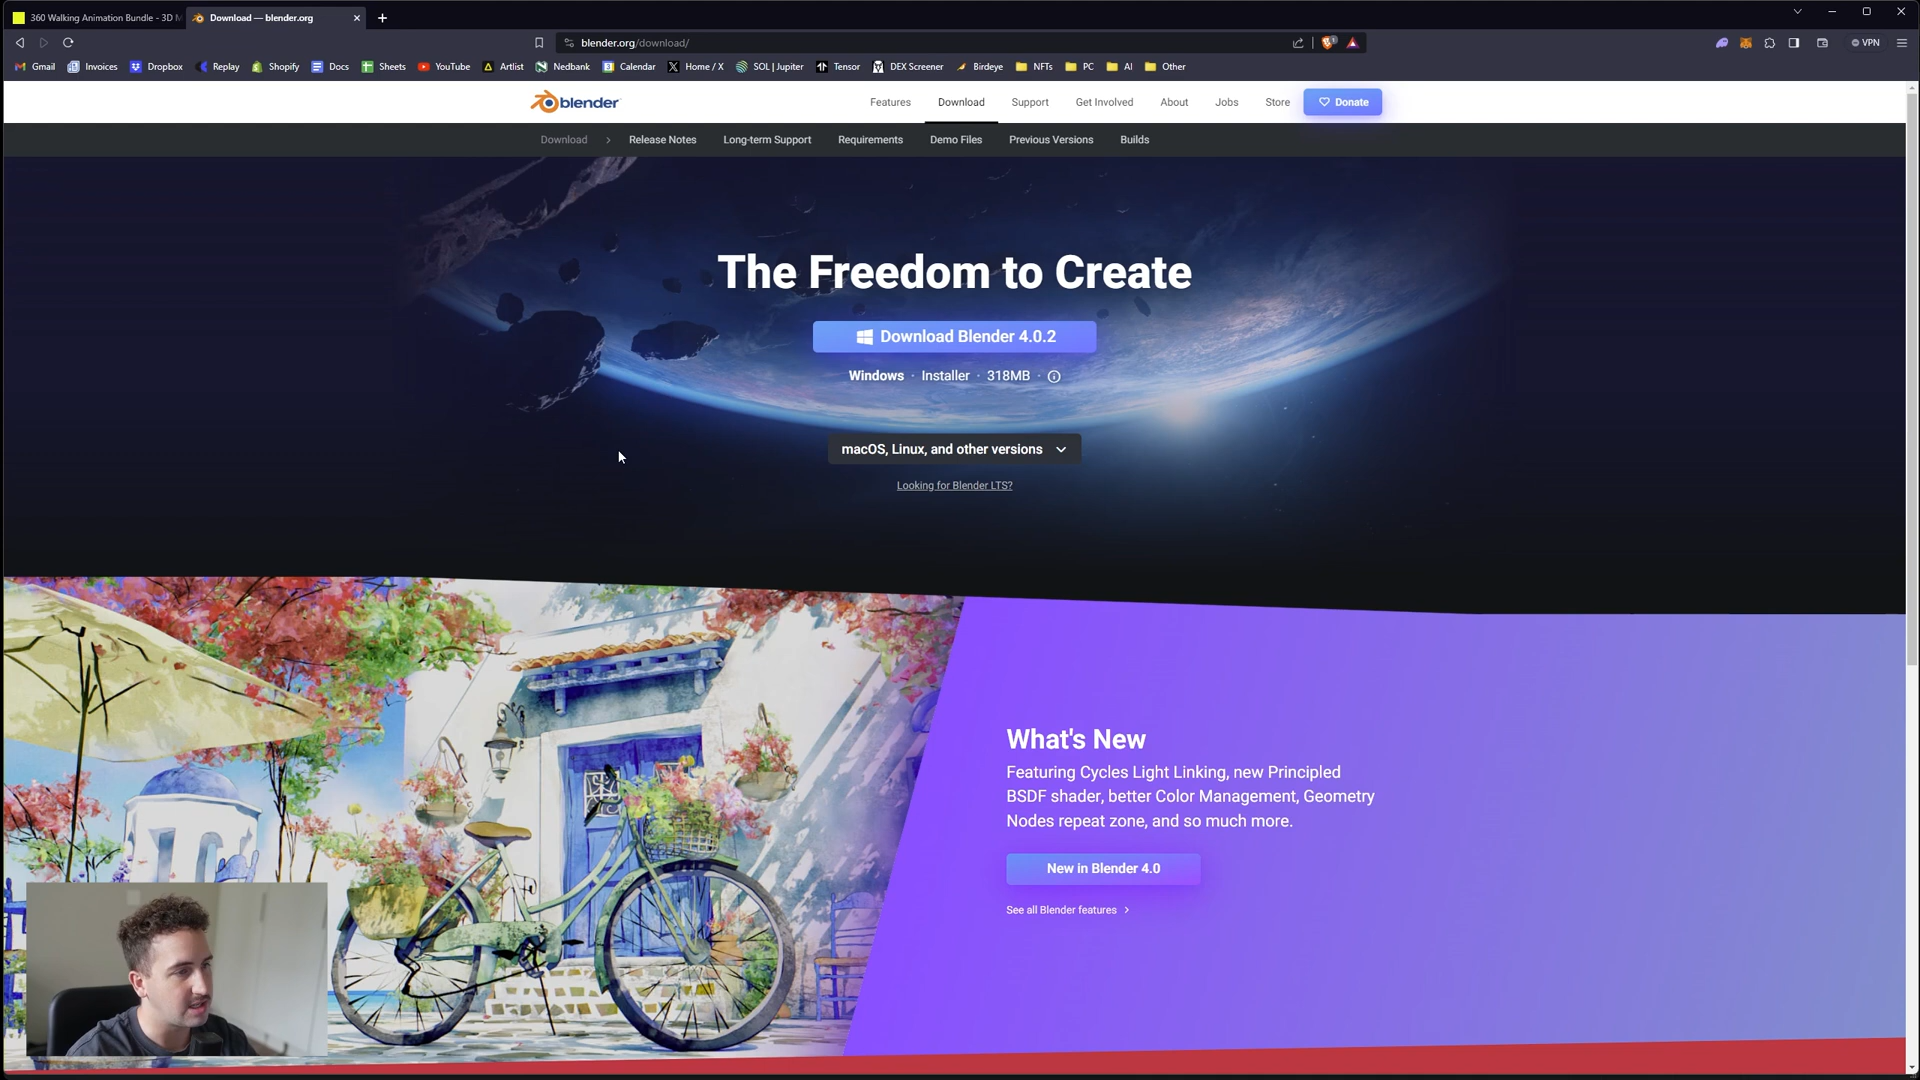 360 Walking Animation Bundle - 3D M
Download — blender.org
blender.org/download/
VPN
Gmail
Invoices
Dropbox
Replay
Shopify
Docs
Sheets
YouTube
Artlist
Nedbank
Calendar
Home / X
SOL | Jupiter
Tensor
DEX Screener
Birdeye
NFTs
PC
AI
Other
blender
Features
Download
Support
Get Involved
About
Jobs
Store
Donate
Download
Release Notes
Long-term Support
Requirements
Demo Files
Previous Versions
Builds
The Freedom to Create
Download Blender 4.0.2
Windows · Installer · 318MB ·
macOS, Linux, and other versions
Looking for Blender LTS?
What's New
Featuring Cycles Light Linking, new Principled
BSDF shader, better Color Management, Geometry
Nodes repeat zone, and so much more.
New in Blender 4.0
See all Blender features